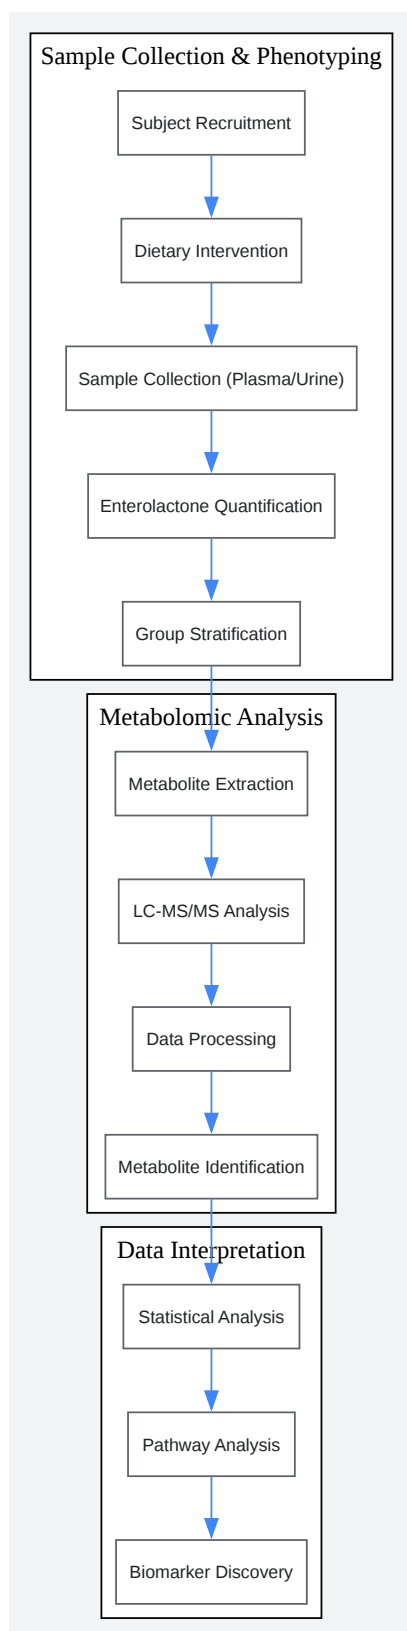 Sample Collection & Phenotyping
Subject Recruitment
Dietary Intervention
Sample Collection (Plasma/Urine)
Enterolactone Quantification
Group Stratification
Metabolomic Analysis
Metabolite Extraction
LC-MS/MS Analysis
Data Processing
Metabolite Identification
Data Interpretation
Statistical Analysis
Pathway Analysis
Biomarker Discovery